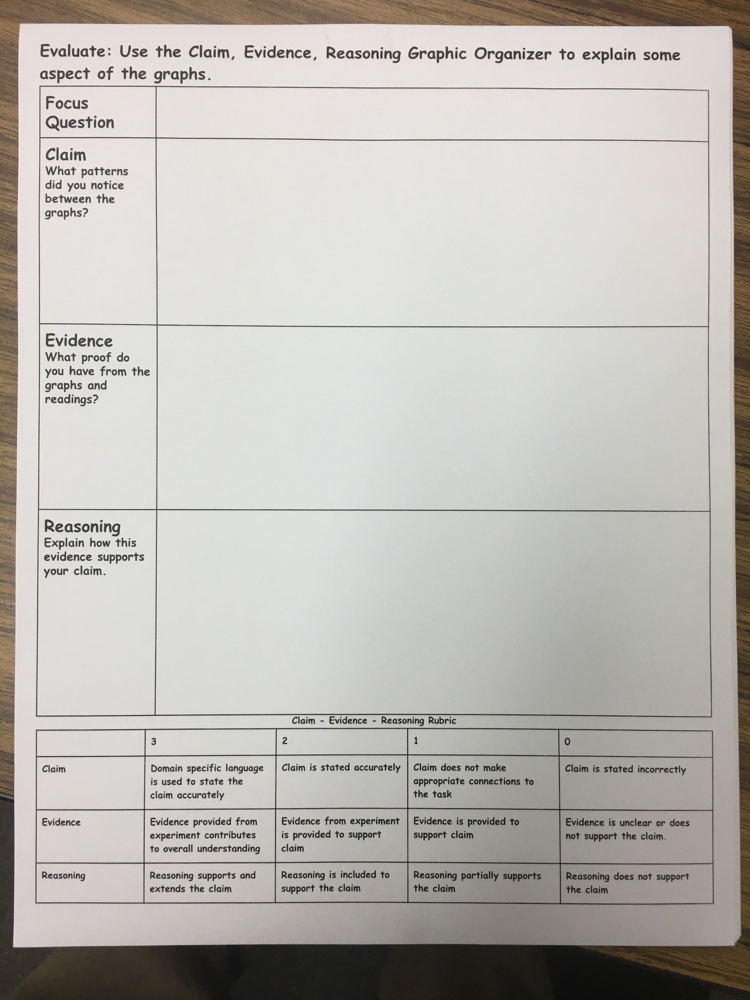 Evaluate: Use the Claim, Evidence, Reasoning Graphic Organizer to explain some
aspect of the graphs.
Focus
Question
Claim
What patterns
did you notice
between the
graphs?
Evidence
What proof do
you have from the
graphs and
readings?
Reasoning
Explain how this
evidence supports
your claim.
Claim - Evidence - Reasoning Rubric
3
2
1
0
Claim
Domain specific language
is used to state the
claim accurately
Claim is stated accurately
Claim does not make
appropriate connections to
the task
Claim is stated incorrectly
Evidence
Evidence provided from
experiment contributes
to overall understanding
Evidence from experiment
is provided to support
claim
Evidence is provided to
support claim
Evidence is unclear or does
not support the claim.
Reasoning
Reasoning supports and
extends the claim
Reasoning is included to
support the claim
Reasoning partially supports
the claim
Reasoning does not support
the claim